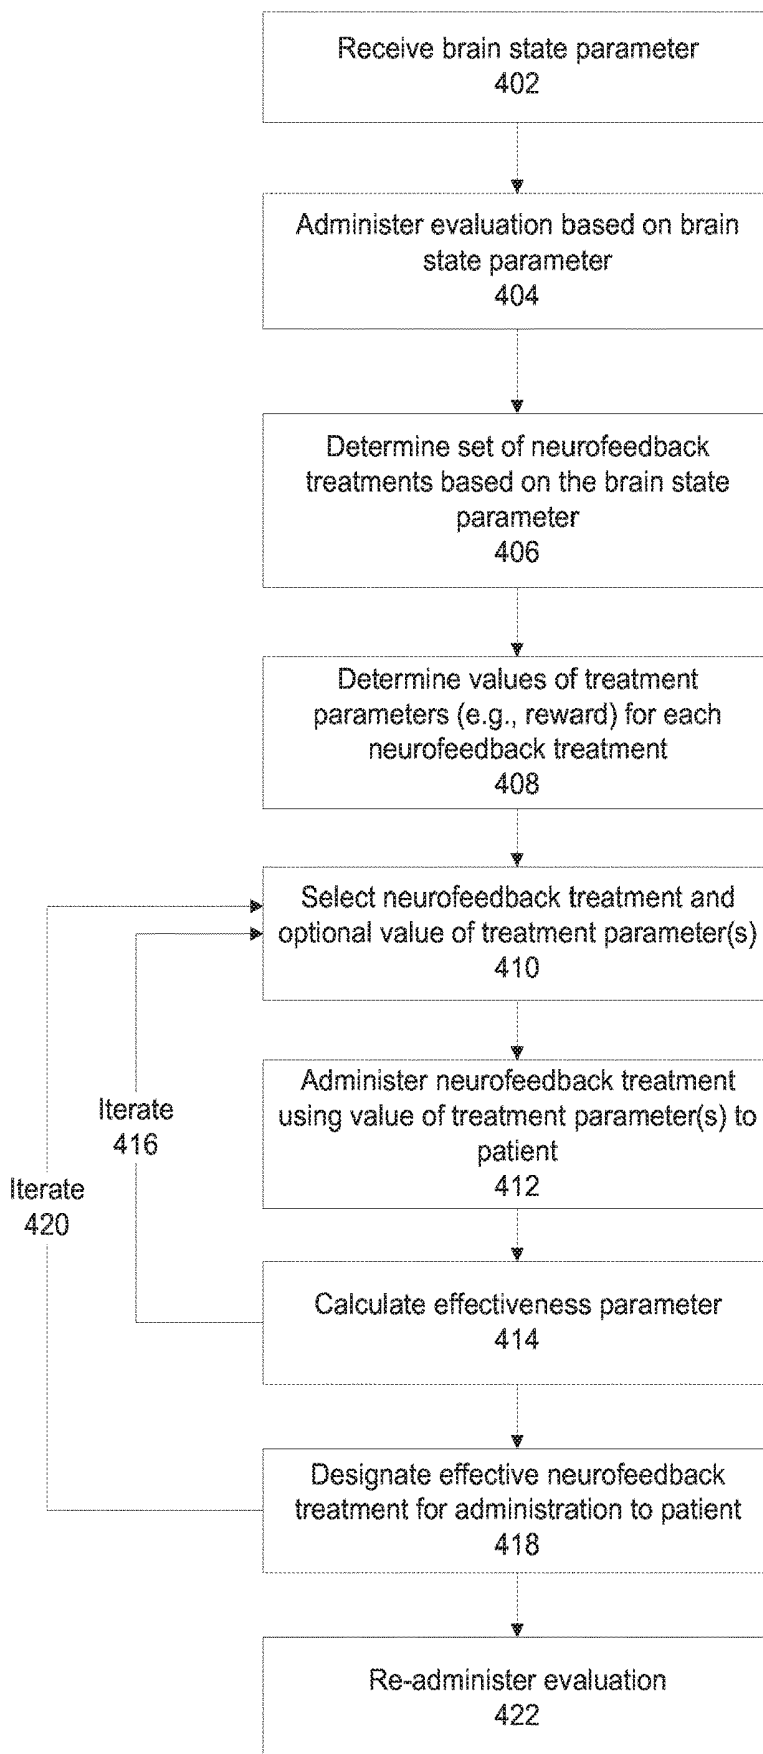 Receive brain state parameter
402
Administer evaluation based on brain
state parameter
404
Determine set of neurofeedback
treatments based on the brain state
parameter
406
Determine values of treatment
parameters (e.g., reward) for each
neurofeedback treatment
408
Select neurofeedback treatment and
optional value of treatment parameter(s)
410
Administer neurofeedback treatment
using value of treatment parameter(s) to
patient
412
Iterate
416
Iterate
420
Calculate effectiveness parameter
414
Designate effective neurofeedback
treatment for administration to patient
418
Re-administer evaluation
422